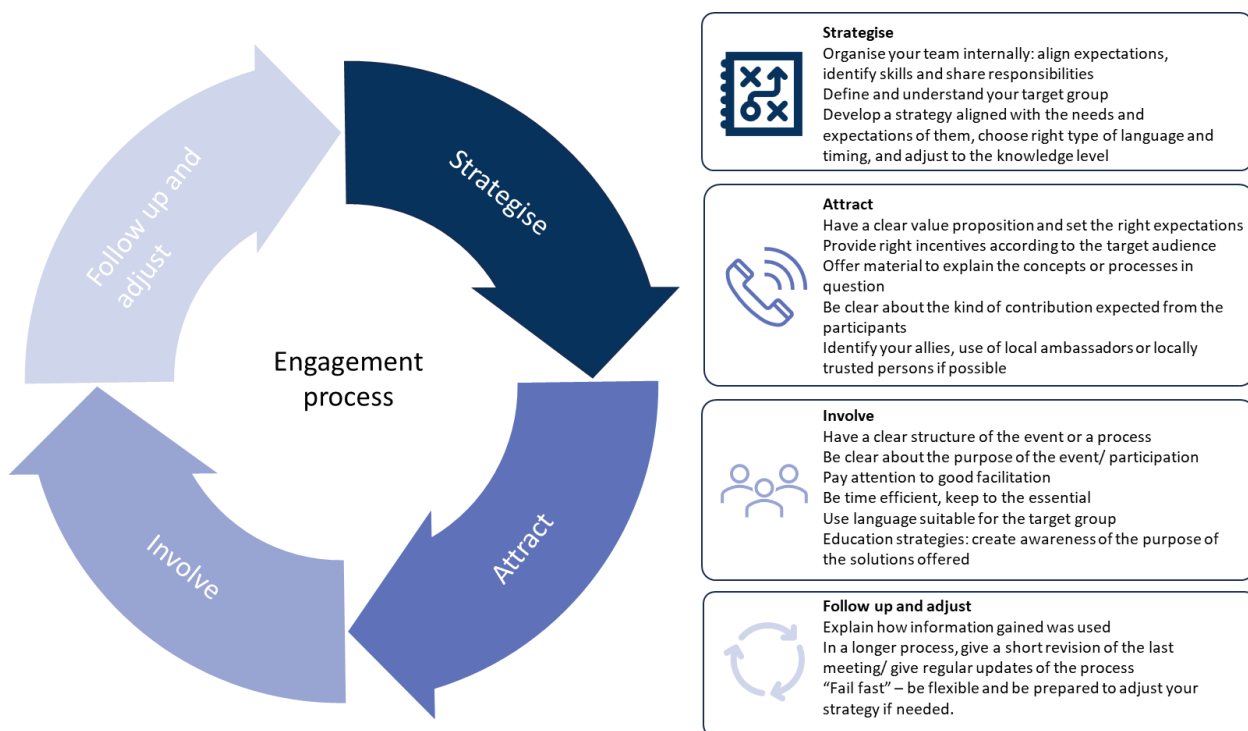 Follow up and
adjust
Strategise
Engagement
process
Involve
Attract
Strategise
Organise your team internally: align expectations,
identify skills and share responsibilities
Define and understand your target group
Develop a strategy aligned with the needs and
expectations of them, choose right type of language and
timing, and adjust to the knowledge level
Attract
Have a clear value proposition and set the right expectations
Provide right incentives according to the target audience
Offer material to explain the concepts or processes in
question
Be clear about the kind of contribution expected from the
participants
Identify your allies, use of local ambassadors or locally
trusted persons if possible
Involve
Have a clear structure of the event or a process
Be clear about the purpose of the event/ participation
Pay attention to good facilitation
Be time efficient, keep to the essential
Use language suitable for the target group
Education strategies: create awareness of the purpose of
the solutions offered
Follow up and adjust
Explain how information gained was used
In a longer process, give a short revision of the last
meeting/ give regular updates of the process
“Fail fast” – be flexible and be prepared to adjust your
strategy if needed.